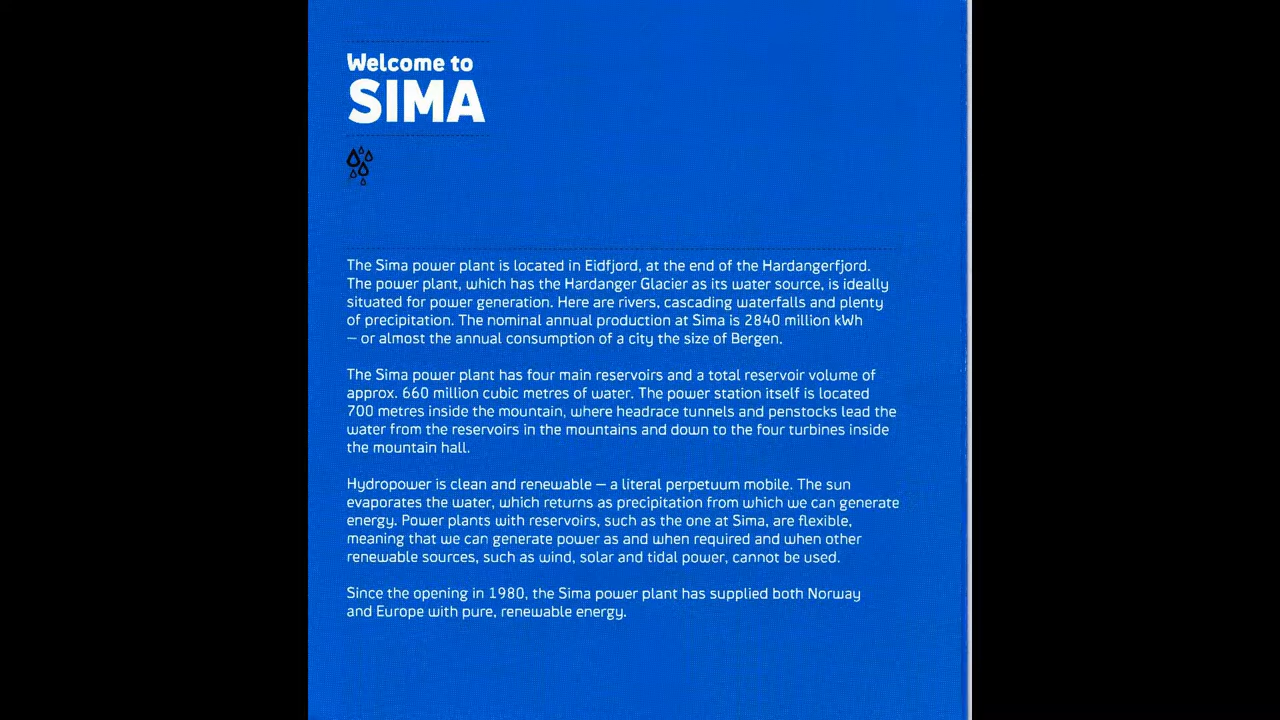 Welcome to
SIMA
The Sima power plant is located in Eidfjord, at the end of the Hardangerfjord.
The power plant, which has the Hardanger Glacier as its water source, is ideally
situated for power generation. Here are rivers, cascading waterfalls and plenty
of precipitation. The nominal annual production at Sima is 2840 million kWh
– or almost the annual consumption of a city the size of Bergen.
The Sima power plant has four main reservoirs and a total reservoir volume of
approx. 660 million cubic metres of water. The power station itself is located
700 metres inside the mountain, where headrace tunnels and penstocks lead the
water from the reservoirs in the mountains and down to the four turbines inside
the mountain hall.
Hydropower is clean and renewable – a literal perpetuum mobile. The sun
evaporates the water, which returns as precipitation from which we can generate
energy. Power plants with reservoirs, such as the one at Sima, are flexible,
meaning that we can generate power as and when required and when other
renewable sources, such as wind, solar and tidal power, cannot be used.
Since the opening in 1980, the Sima power plant has supplied both Norway
and Europe with pure, renewable energy.